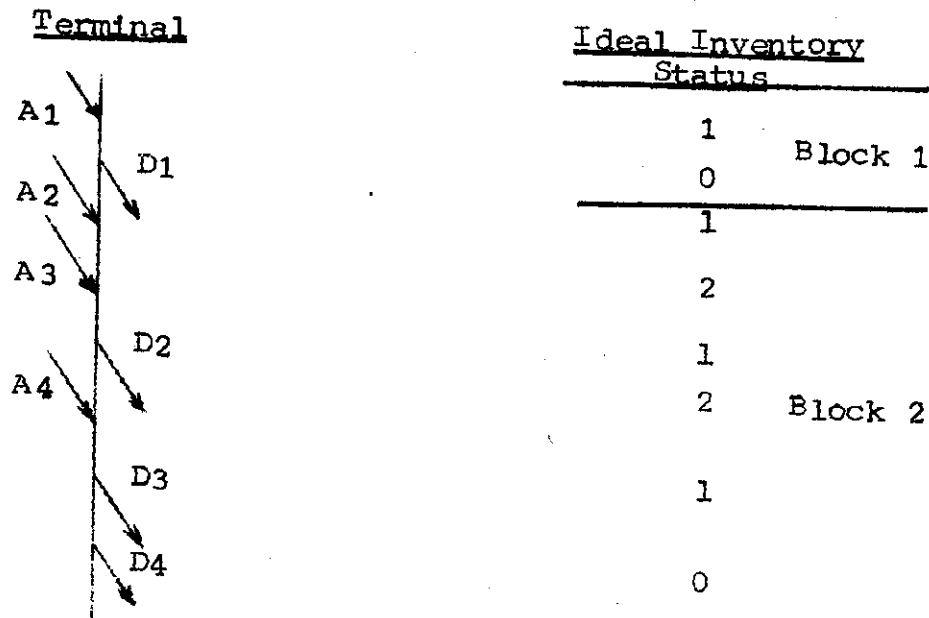 Terminal
Ideal Inventory
Status
A1
1
Block 1
D1
A2
0
1
A3
2
D2
1
A4
2
Block 2
D3
1
D4
0